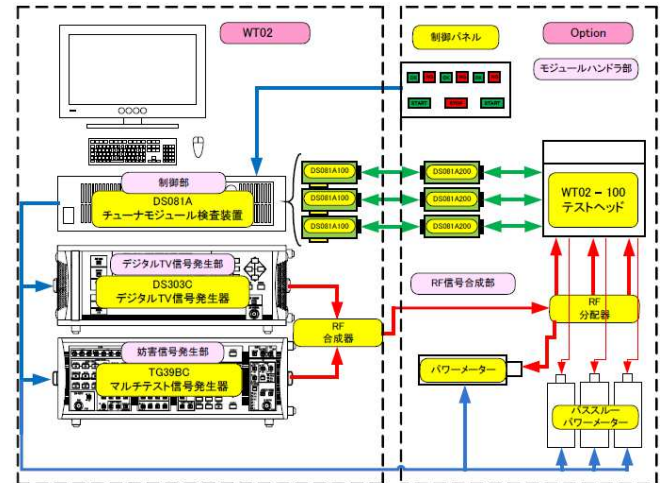 WT02
制御パネル
Option
モジュールハンドラ部
START
STOP
START
制御部
DS081A
チューナモジュール検査装置
DS081A100
DS081A200
DS081A100
DS081A200
DS081A100
DS081A200
WT02-100
テストヘッド
デジタルTV信号発生部
DS303C
デジタルTV信号発生器
RF信号合成部
RF
合成器
RF
分配器
妨害信号発生部
TG39BC
マルチテスト信号発生器
パワーメーター
パススルー
パワーメーター